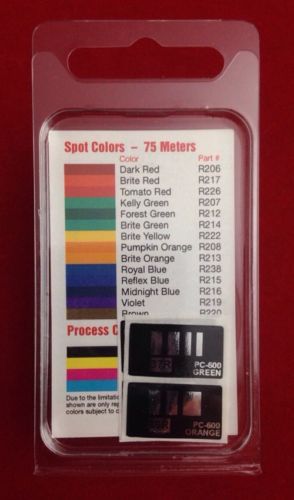 Spot Colors – 75 Meters
Color Part #
Dark Red R206
Brite Red R217
Tomato Red R226
Kelly Green R207
Forest Green R212
Brite Green R214
Brite Yellow R222
Pumpkin Orange R208
Brite Orange R213
Royal Blue R238
Reflex Blue R215
Midnight Blue R216
Violet R219
Brown R220
Process C
PC-600
GREEN
Due to the limitation
shown are only rep
colors subject to c
PC-600
ORANGE